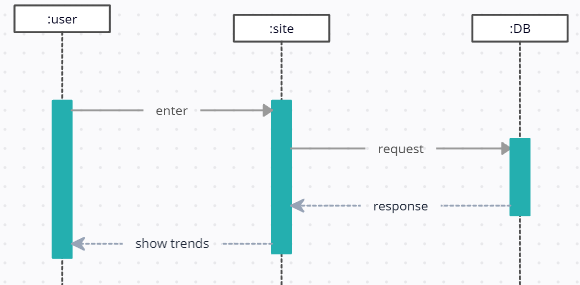 :user
:site
:DB
enter
request
response
show trends